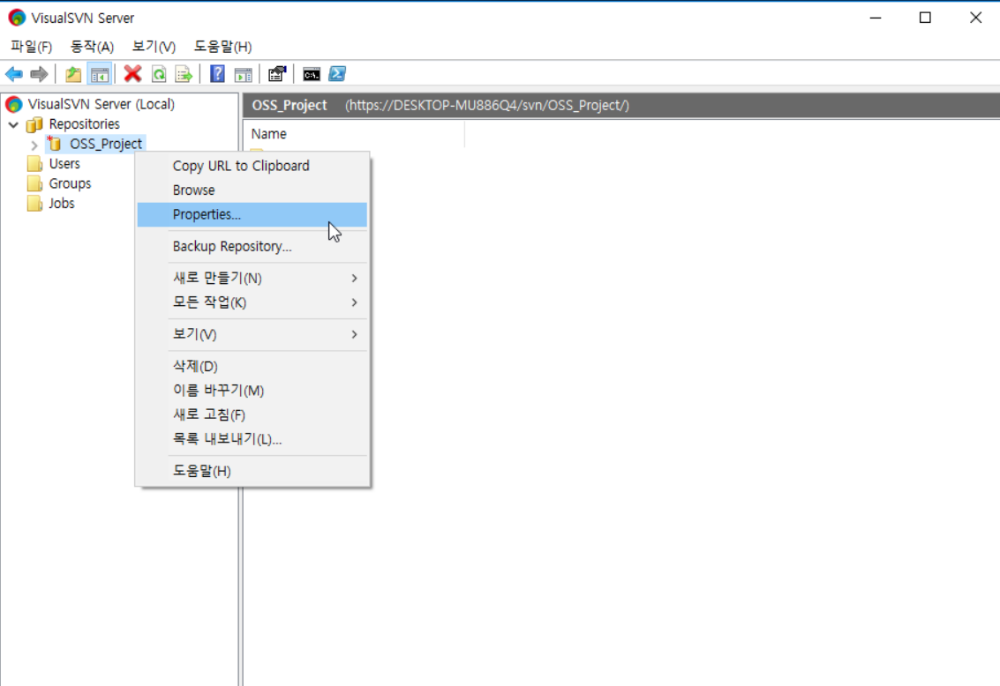 VisualSVN Server
파일(F) 동작(A) 보기(V) 도움말(H)
C:\.
VisualSVN Server (Local)
Repositories
OSS_Project
Users
Groups
Jobs
OSS_Project (https://DESKTOP-MU886Q4/svn/OSS_Project/)
Name
Copy URL to Clipboard
Browse
Properties...
Backup Repository...
새로 만들기(N)
모든 작업(K)
보기(V)
삭제(D)
이름 바꾸기(M)
새로 고침(F)
목록 내보내기(L)...
도움말(H)